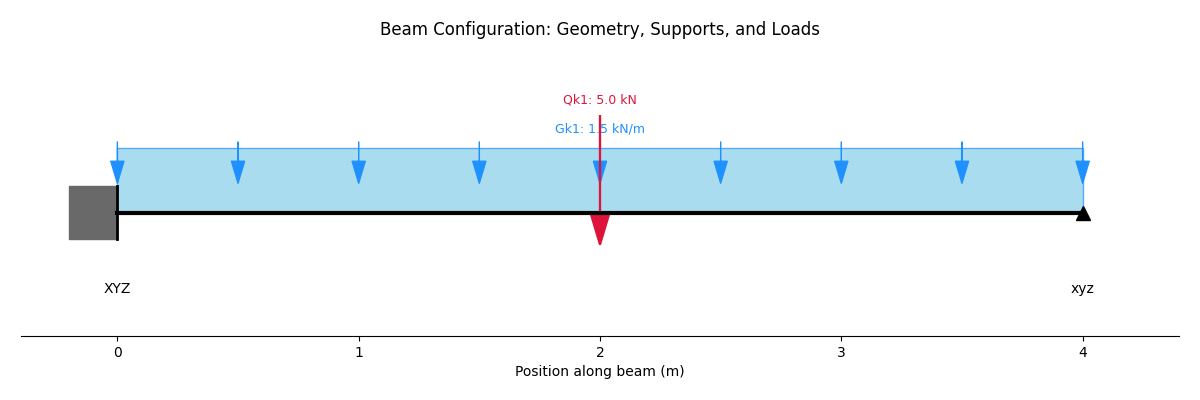 Beam Configuration: Geometry, Supports, and Loads
Qk1: 5.0 kN
Gk1: 1.5 kN/m
XYZ
xyz
0 1 2 3 4
Position along beam (m)